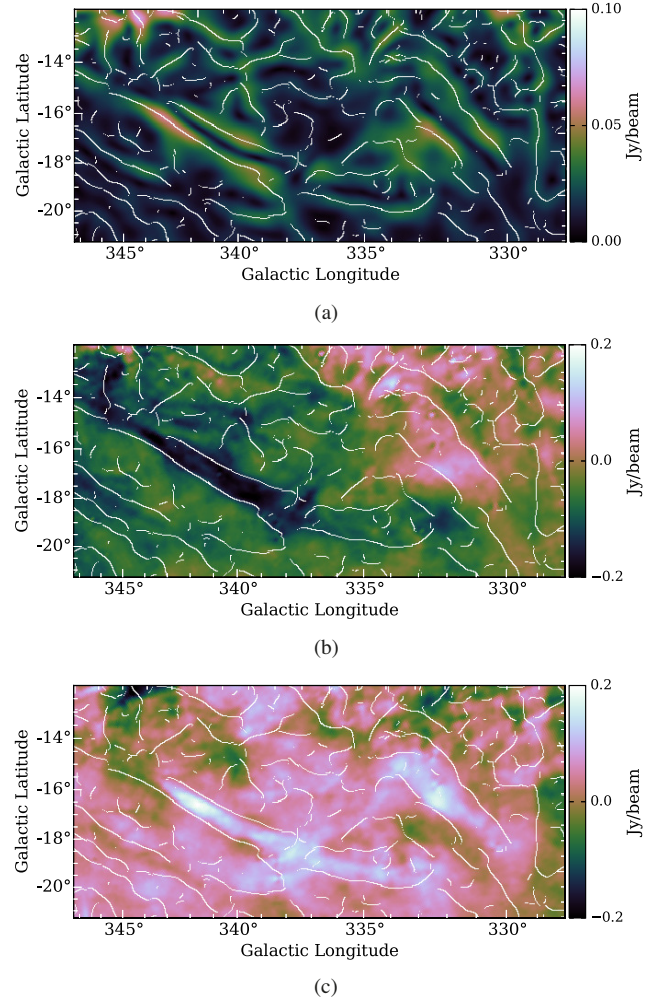 0.10
-14°
-16°
-18°
-20°
Galactic Latitude
0.05
Jy/beam
0.00
345° 340° 335° 330°
Galactic Longitude
(a)
0.2
-14°
-16°
-18°
-20°
Galactic Latitude
0.0
Jy/beam
−0.2
345° 340° 335° 330°
Galactic Longitude
(b)
0.2
-14°
-16°
-18°
-20°
Galactic Latitude
0.0
Jy/beam
−0.2
345° 340° 335° 330°
Galactic Longitude
(c)